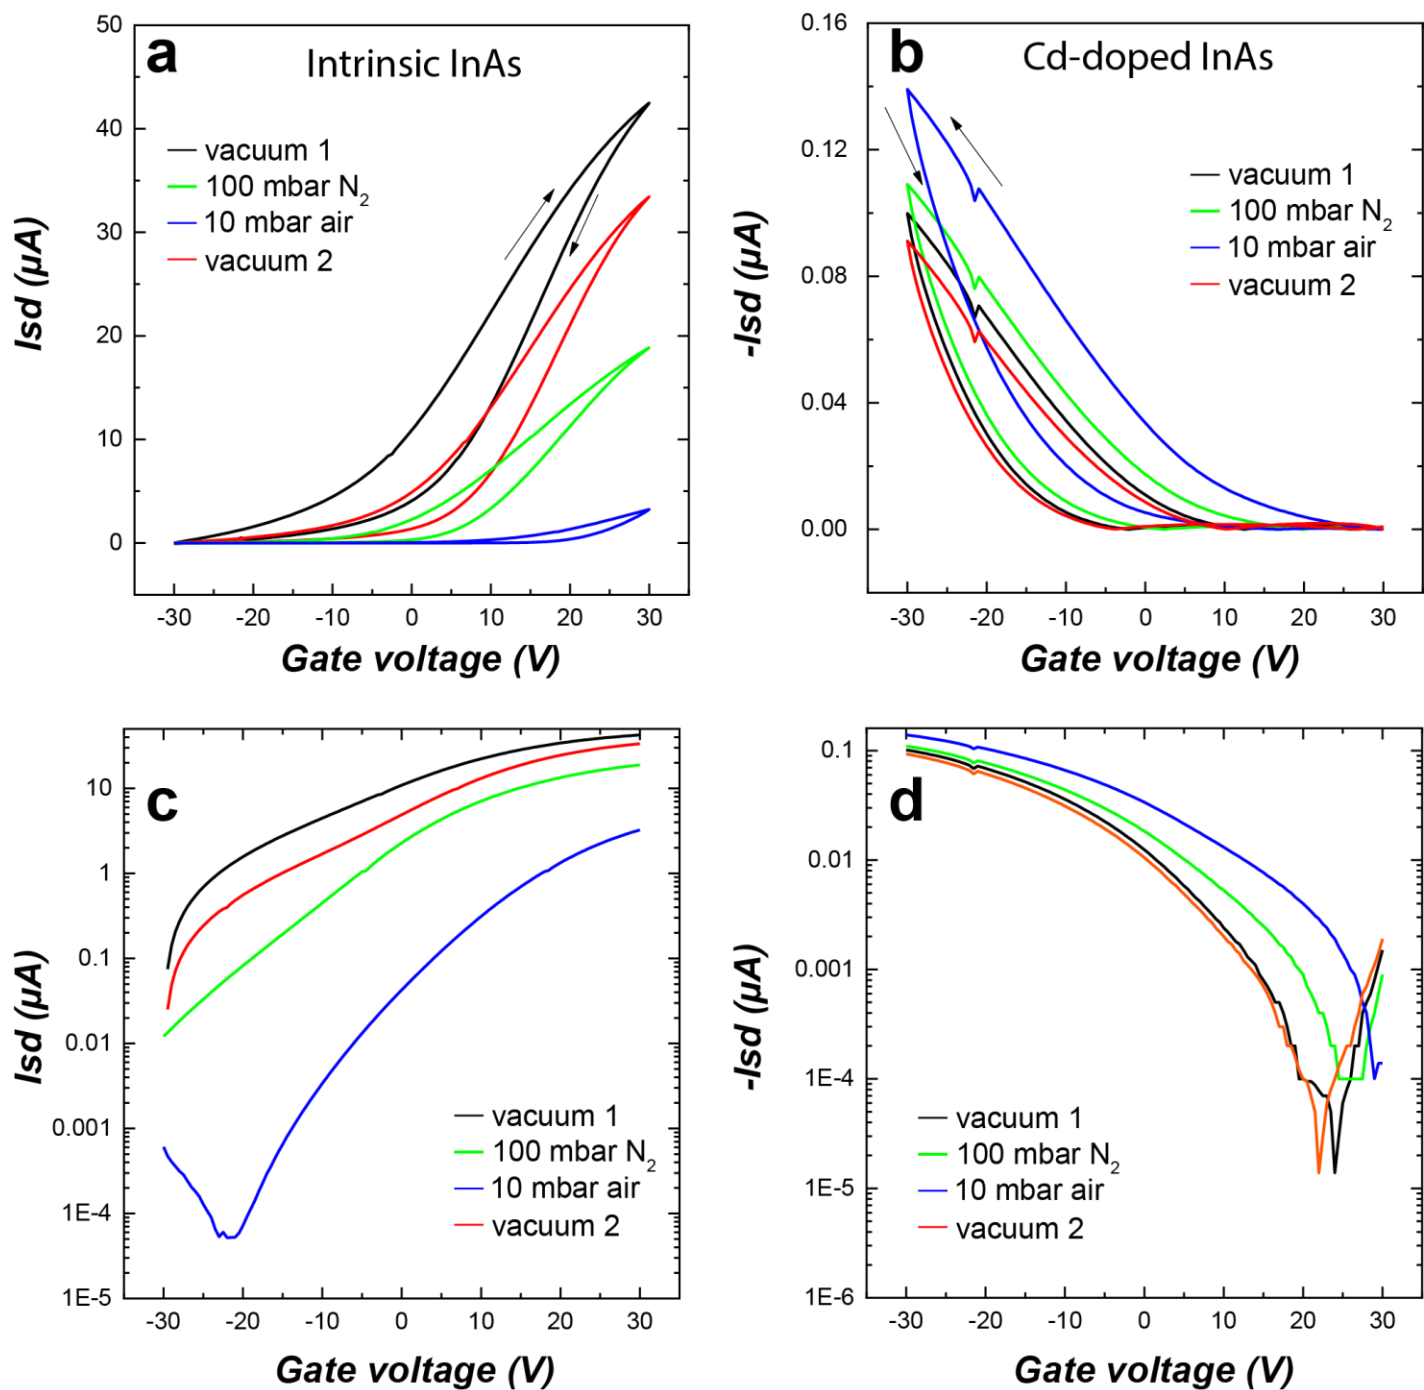 a
Intrinsic InAs
50
40
30
20
10
0
Isd (µA)
vacuum 1
100 mbar N₂
10 mbar air
vacuum 2
-30 -20 -10 0 10 20 30
Gate voltage (V)
b
Cd-doped InAs
0.16
0.12
0.08
0.04
0.00
-Isd (µA)
vacuum 1
100 mbar N₂
10 mbar air
vacuum 2
-30 -20 -10 0 10 20 30
Gate voltage (V)
c
10
1
0.1
0.01
0.001
1E-4
1E-5
Isd (µA)
vacuum 1
100 mbar N₂
10 mbar air
vacuum 2
-30 -20 -10 0 10 20 30
Gate voltage (V)
d
0.1
0.01
0.001
1E-4
1E-5
1E-6
-Isd (µA)
vacuum 1
100 mbar N₂
10 mbar air
vacuum 2
-30 -20 -10 0 10 20 30
Gate voltage (V)